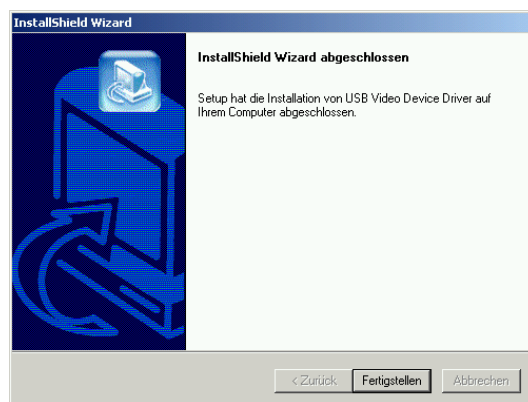 InstallShield Wizard
InstallShield Wizard abgeschlossen
Setup hat die Installation von USB Video Device Driver auf
Ihrem Computer abgeschlossen.
< Zurück
Fertigstellen
Abbrechen